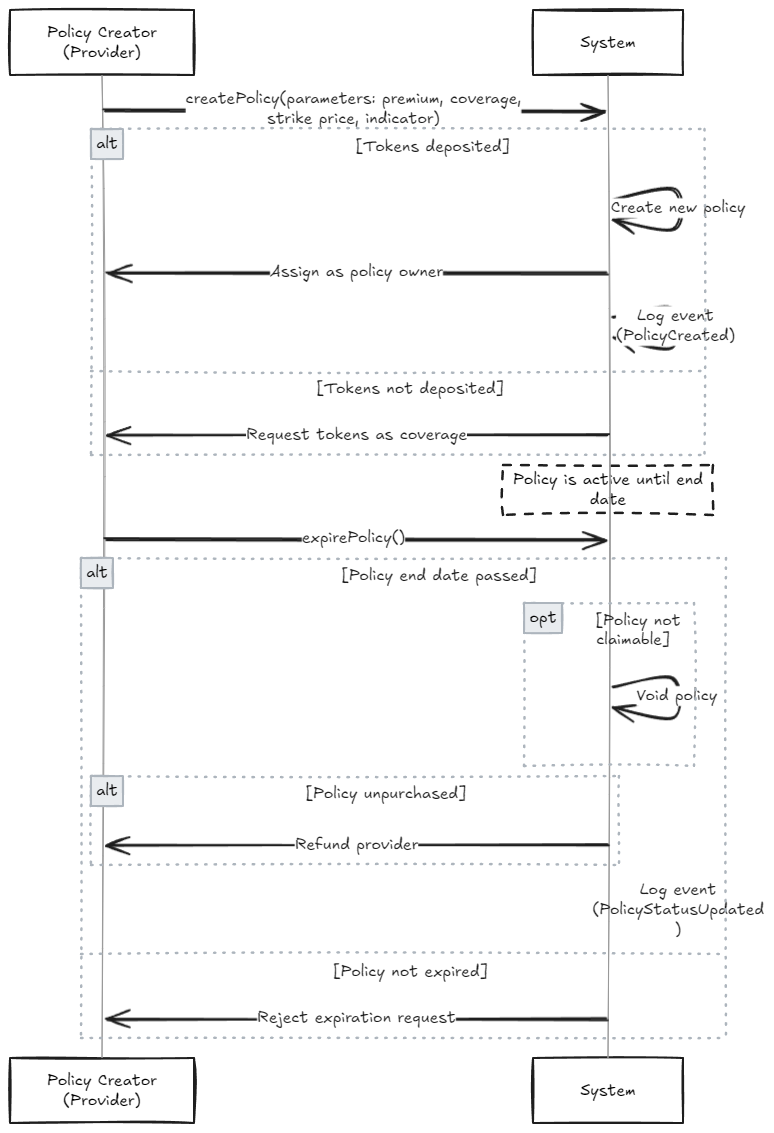 Policy Creator
(Provider)
System
createPolicy(parameters: premium, coverage,
strike price, indicator)
alt
[Tokens deposited]
Create new policy
Assign as policy owner
Log event
(PolicyCreated)
[Tokens not deposited]
Request tokens as coverage
Policy is active until end
date
expirePolicy()
alt
[Policy end date passed]
opt
[Policy not
claimable]
Void policy
alt
[Policy unpurchased]
Refund provider
Log event
(PolicyStatusUpdated
)
[Policy not expired]
Reject expiration request
Policy Creator
(Provider)
System